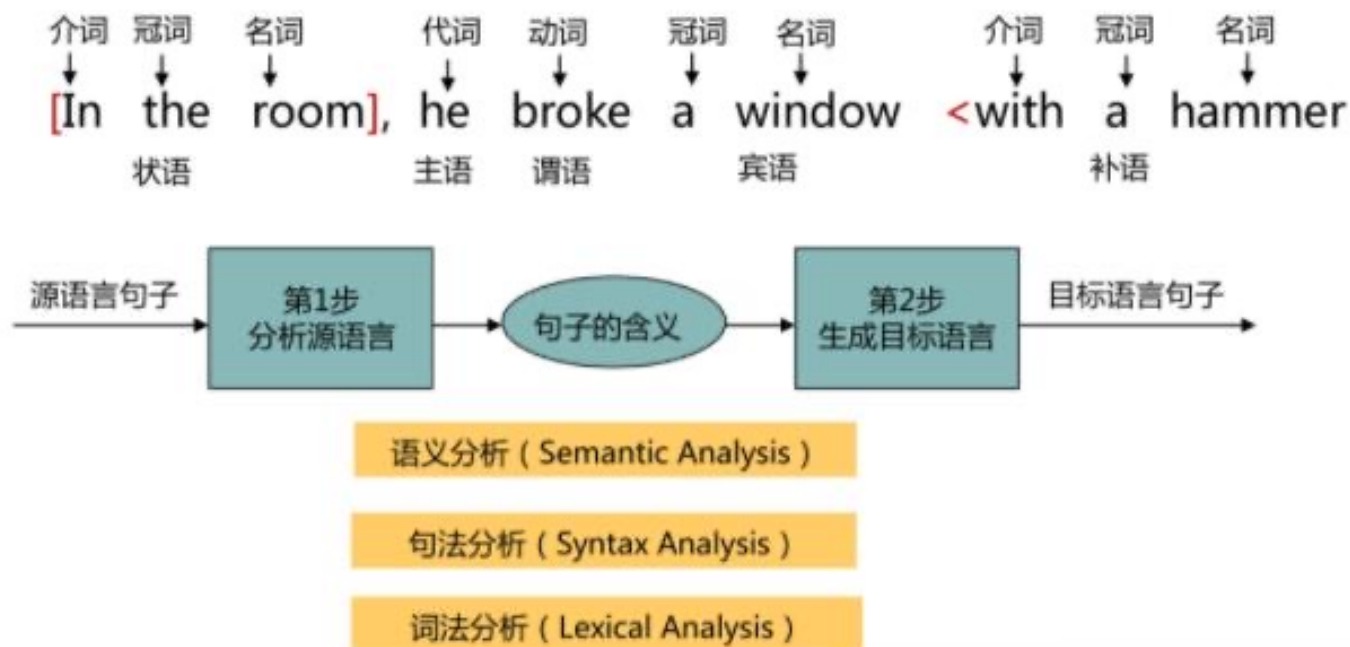 介词 冠词 名词 代词 动词 冠词 名词 介词 冠词 名词
[In the room], he broke a window <with a hammer
状语 主语 谓语 宾语 补语
源语言句子
第1步
分析源语言
句子的含义
第2步
生成目标语言
目标语言句子
语义分析（Semantic Analysis）
句法分析（Syntax Analysis）
词法分析（Lexical Analysis）